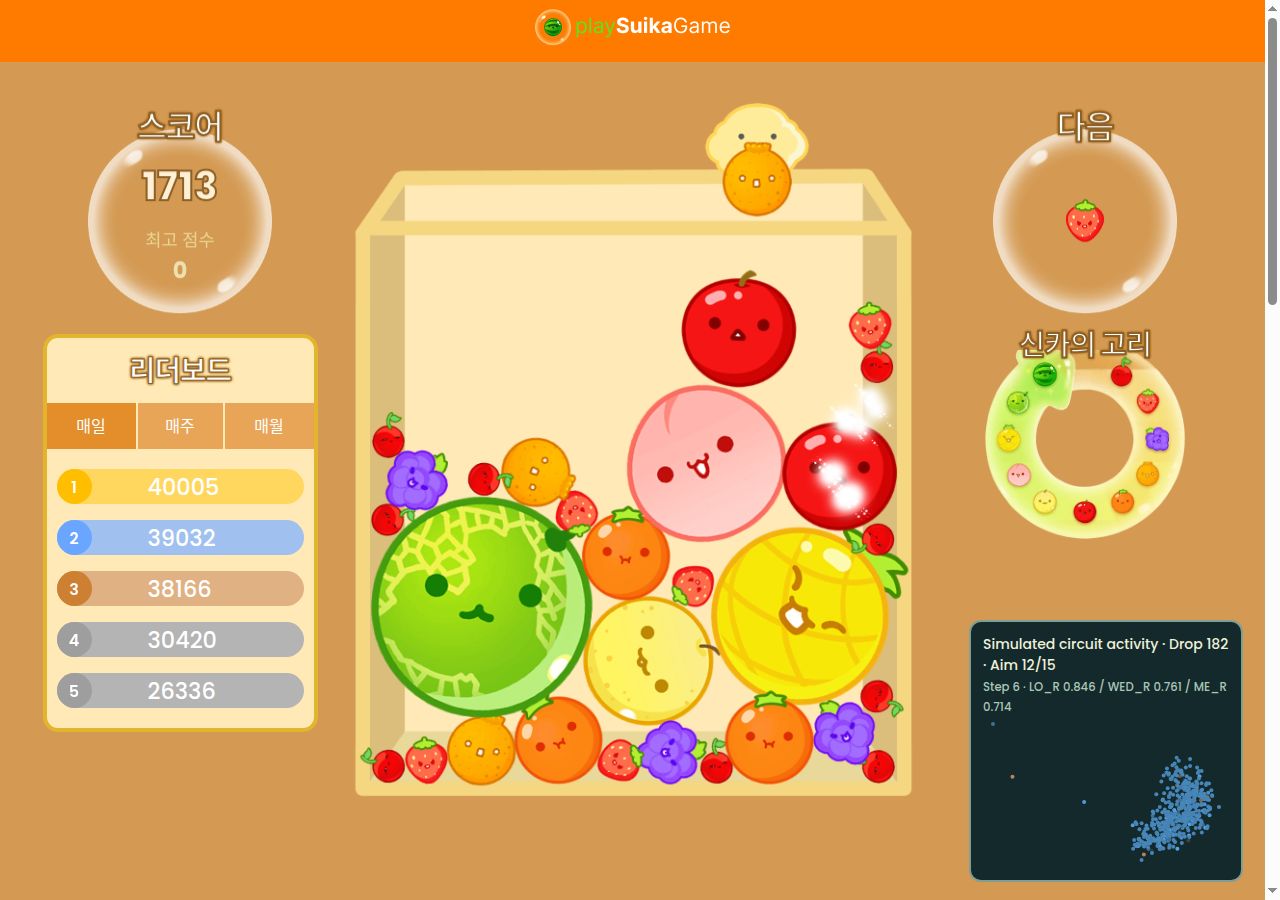 playSuikaGame
스코어
1713
최고 점수
0
리더보드
매일 매주 매월
1 40005
2 39032
3 38166
4 30420
5 26336
다음
신카의 고리
Simulated circuit activity · Drop 182
· Aim 12/15
Step 6 · LO_R 0.846 / WED_R 0.761 / ME_R
0.714